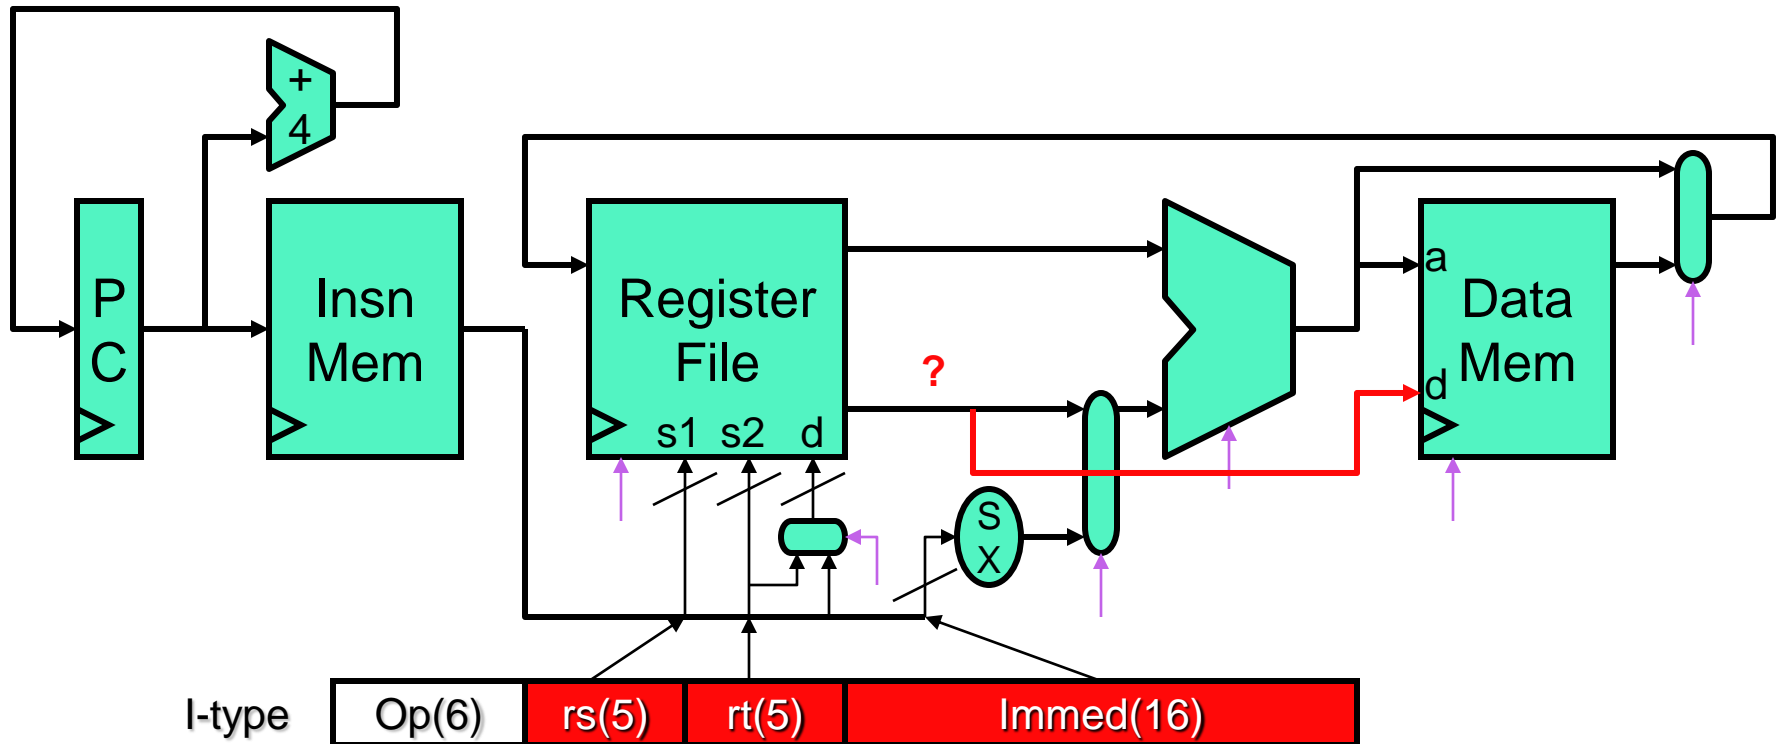 +
4
P
C
Insn
Mem
Register
File
s1 s2 d
?
S
X
a
d
Data
Mem
I-type Op(6) rs(5) rt(5) Immed(16)